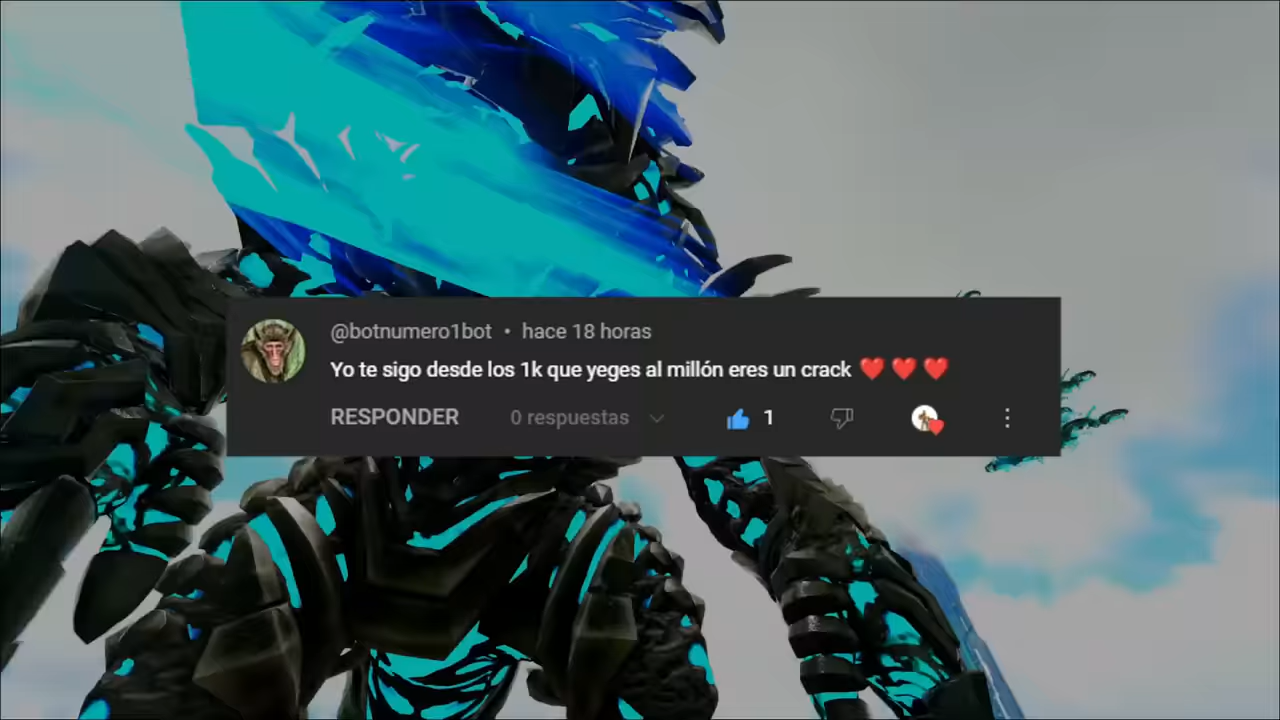 @botnumero1bot • hace 18 horas
Yo te sigo desde los 1k que yeges al millón eres un crack ❤️ ❤️ ❤️
RESPONDER 0 respuestas 1